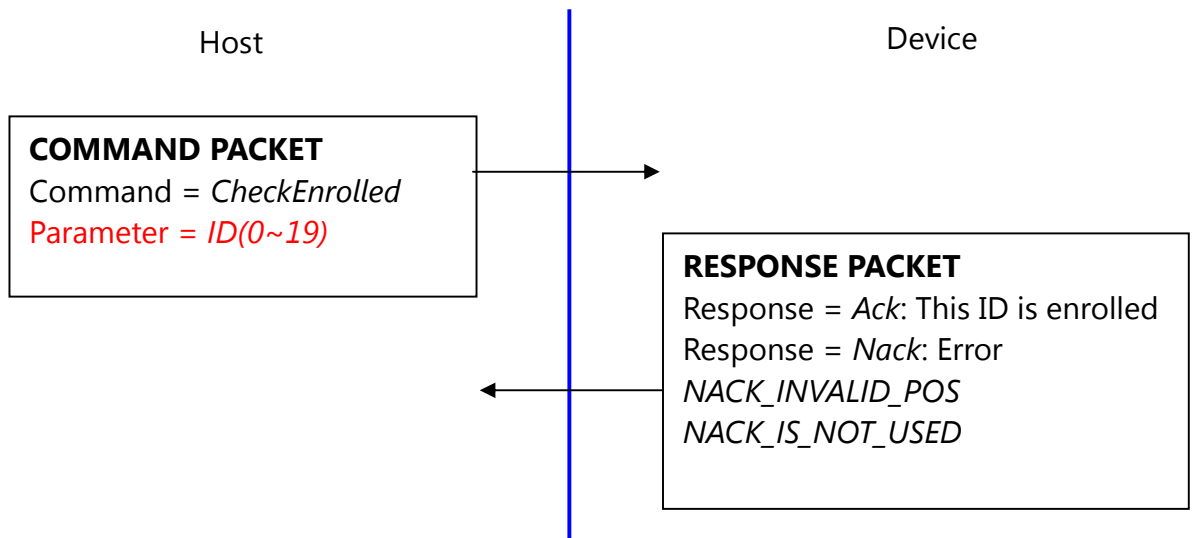 Host
Device
COMMAND PACKET
Command = CheckEnrolled
Parameter = ID(0~19)
RESPONSE PACKET
Response = Ack: This ID is enrolled
Response = Nack: Error
NACK_INVALID_POS
NACK_IS_NOT_USED